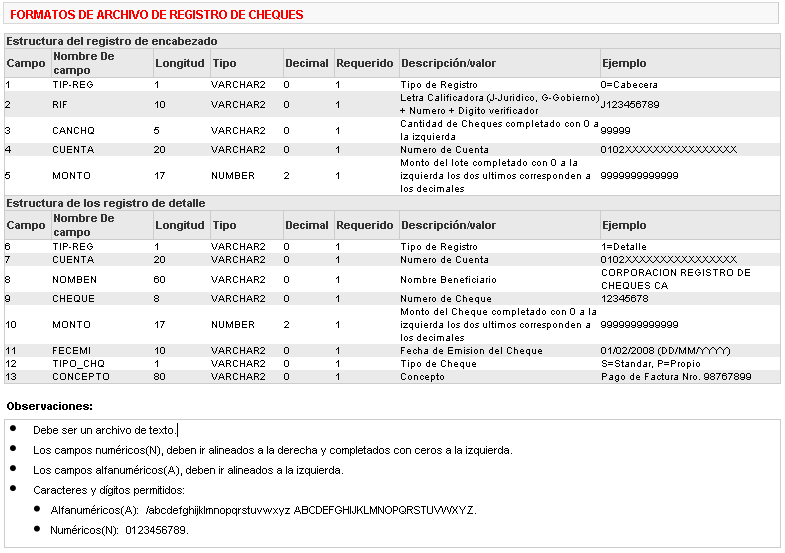 FORMATOS DE ARCHIVO DE REGISTRO DE CHEQUES
Estructura del registro de encabezado
Campo Nombre De campo Longitud Tipo Decimal Requerido Descripción/valor Ejemplo
1 TIP-REG 1 VARCHAR2 0 1 Tipo de Registro 0=Cabecera
2 RIF 10 VARCHAR2 0 1 Letra Calificadora (J-Juridico, G-Gobierno) + Numero + Digito verificador J123456789
3 CANCHQ 5 VARCHAR2 0 1 Cantidad de Cheques completado con 0 a la izquierda 99999
4 CUENTA 20 VARCHAR2 0 1 Numero de Cuenta 0102XXXXXXXXXXXXXXXX
5 MONTO 17 NUMBER 2 1 Monto del lote completado con 0 a la izquierda los dos ultimos corresponden a los decimales 9999999999999
Estructura de los registro de detalle
Campo Nombre De campo Longitud Tipo Decimal Requerido Descripción/valor Ejemplo
6 TIP-REG 1 VARCHAR2 0 1 Tipo de Registro 1=Detalle
7 CUENTA 20 VARCHAR2 0 1 Numero de Cuenta 0102XXXXXXXXXXXXXXXX
8 NOMBEN 60 VARCHAR2 0 1 Nombre Beneficiario CORPORACION REGISTRO DE CHEQUES CA
9 CHEQUE 8 VARCHAR2 0 1 Numero de Cheque 12345678
10 MONTO 17 NUMBER 2 1 Monto del Cheque completado con 0 a la izquierda los dos ultimos corresponden a los decimales 9999999999999
11 FECEMI 10 VARCHAR2 0 1 Fecha de Emision del Cheque 01/02/2008 (DD/MM/YYYY)
12 TIPO_CHQ 1 VARCHAR2 0 1 Tipo de Cheque S=Standar, P=Propio
13 CONCEPTO 80 VARCHAR2 0 1 Concepto Pago de Factura Nro. 98767899
Observaciones:
• Debe ser un archivo de texto.
• Los campos numéricos(N), deben ir alineados a la derecha y completados con ceros a la izquierda.
• Los campos alfanuméricos(A), deben ir alineados a la izquierda.
• Caracteres y dígitos permitidos:
• Alfanuméricos(A): /abcdefghijklmnopqrstuvwxyz ABCDEFGHIJKLMNOPQRSTUVWXYZ.
• Numéricos(N): 0123456789.